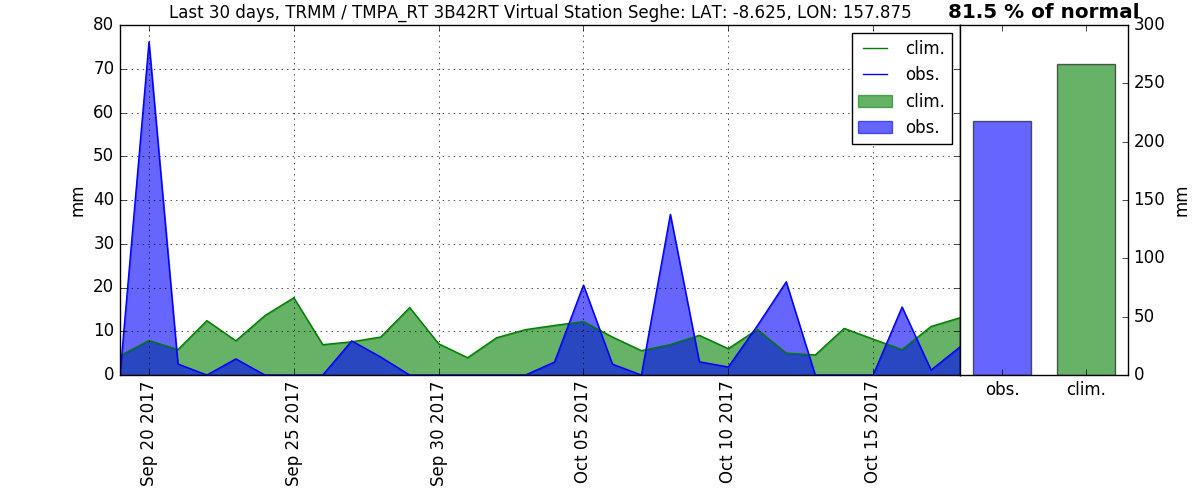 Last 30 days, TRMM / TMPA_RT 3B42RT Virtual Station Seghe: LAT: -8.625, LON: 157.875
81.5 % of normal
80
70
60
50
40
30
20
10
0
mm
clim.
obs.
clim.
obs.
Sep 20 2017
Sep 25 2017
Sep 30 2017
Oct 05 2017
Oct 10 2017
Oct 15 2017
300
250
200
150
100
50
0
mm
obs.
clim.